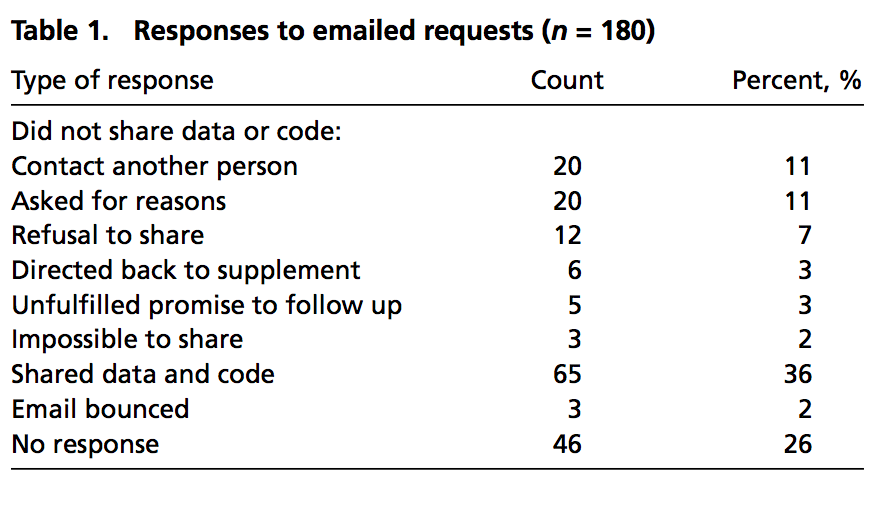 Table 1. Responses to emailed requests (n = 180)
Type of response Count Percent, %
Did not share data or code:
Contact another person 20 11
Asked for reasons 20 11
Refusal to share 12 7
Directed back to supplement 6 3
Unfulfilled promise to follow up 5 3
Impossible to share 3 2
Shared data and code 65 36
Email bounced 3 2
No response 46 26